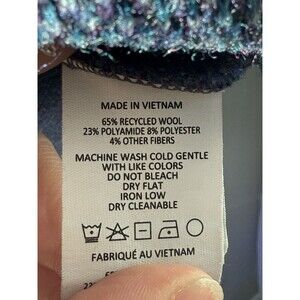 MADE IN VIETNAM
65% RECYCLED WOOL
23% POLYAMIDE 8% POLYESTER
4% OTHER FIBERS
MACHINE WASH COLD GENTLE
WITH LIKE COLORS
DO NOT BLEACH
DRY FLAT
IRON LOW
DRY CLEANABLE
FABRIQUÉ AU VIETNAM